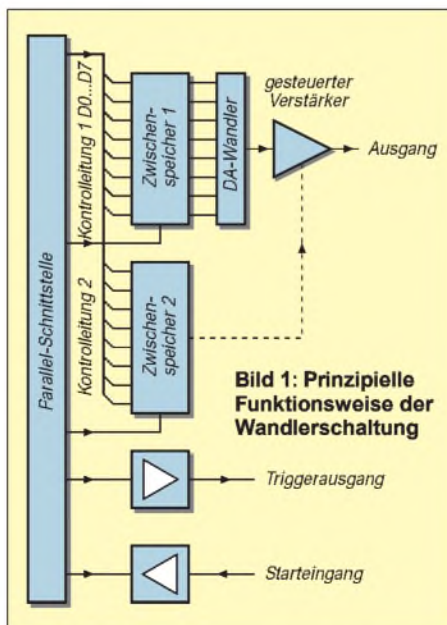 Parallel-Schnittstelle
Kontrolleitung 1 D0...D7
Kontrolleitung 2
Zwischen-
speicher 1
DA-Wandler
gesteuerter
Verstärker
Ausgang
Zwischen-
speicher 2
Bild 1: Prinzipielle
Funktionsweise der
Wandlerschaltung
Triggerausgang
Starteingang